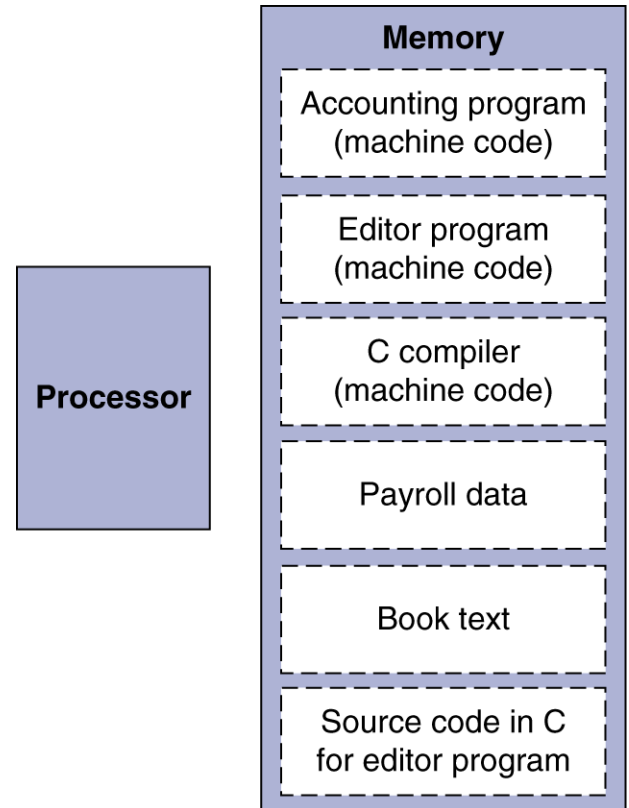 Memory
Accounting program
(machine code)
Editor program
(machine code)
C compiler
(machine code)
Processor
Payroll data
Book text
Source code in C
for editor program